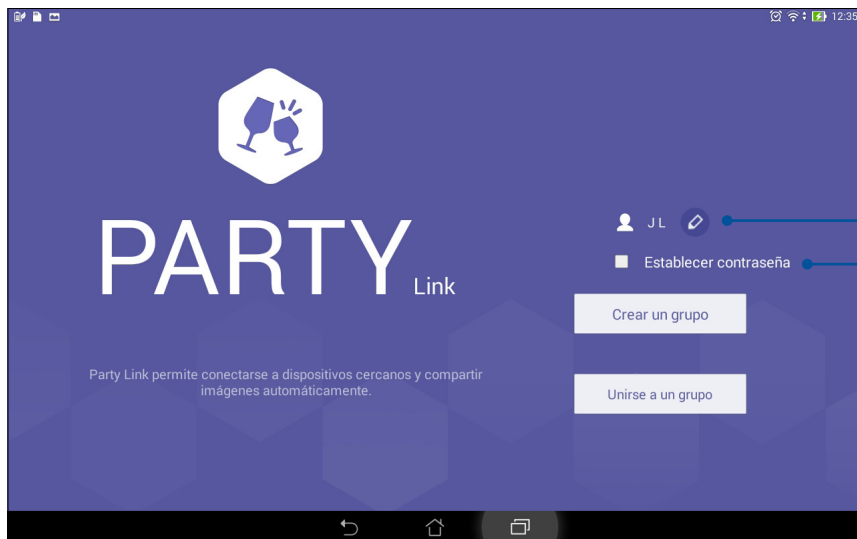 12:35
PARTY
Link
Party Link permite conectarse a dispositivos cercanos y compartir
imágenes automáticamente.
J L
Establecer contraseña
Crear un grupo
Unirse a un grupo